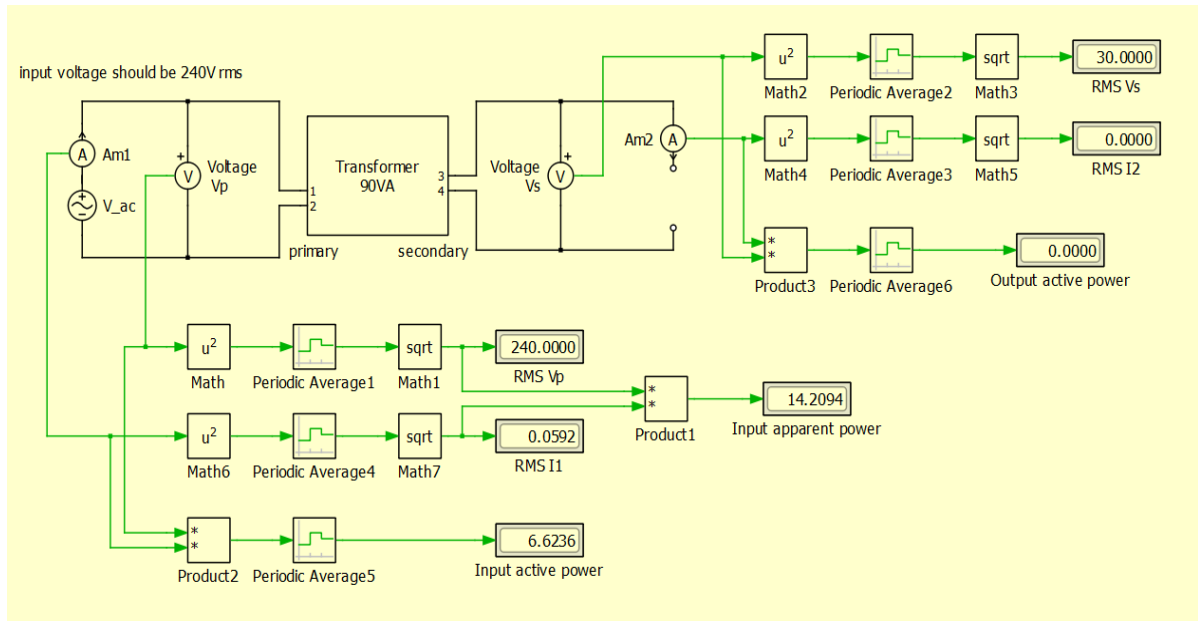 input voltage should be 240V rms
A
Am1
V_ac
+
V
Voltage
Vp
1
2
Transformer
90VA
3
4
primary
secondary
Voltage
Vs
+
V
Am2
A
u²
Math2
Periodic Average2
sqrt
Math3
30.0000
RMS Vs
u²
Math4
Periodic Average3
sqrt
Math5
0.0000
RMS I2
*
*
Product3
Periodic Average6
0.0000
Output active power
u²
Math
Periodic Average1
sqrt
Math1
240.0000
RMS Vp
u²
Math6
Periodic Average4
sqrt
Math7
0.0592
RMS I1
*
*
Product1
14.2094
Input apparent power
*
*
Product2
Periodic Average5
6.6236
Input active power